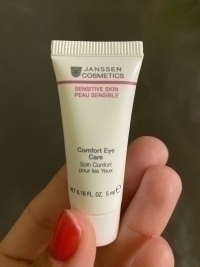 JANSSEN
COSMETICS
SENSITIVE SKIN
PEAU SENSIBLE
Comfort Eye
Care
Soin Confort
pour les Yeux
NET 0.16 FL. OZ. 5 ml ℮